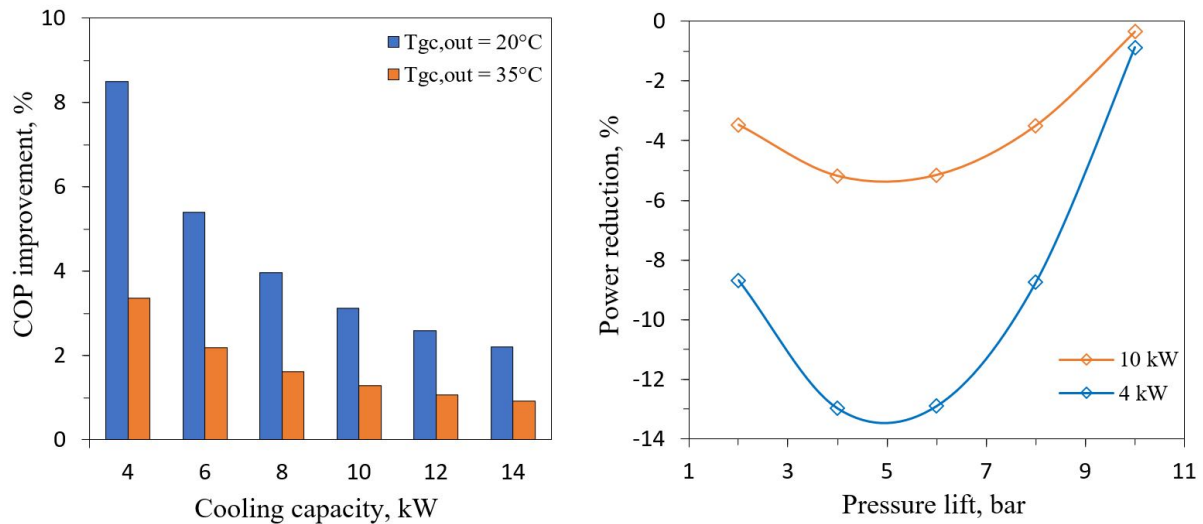 10
8
6
4
2
0
COP improvement, %
Tgc,out = 20°C
Tgc,out = 35°C
4 6 8 10 12 14
Cooling capacity, kW
-0
-2
-4
-6
-8
-10
-12
-14
Power reduction, %
10 kW
4 kW
1 3 5 7 9 11
Pressure lift, bar